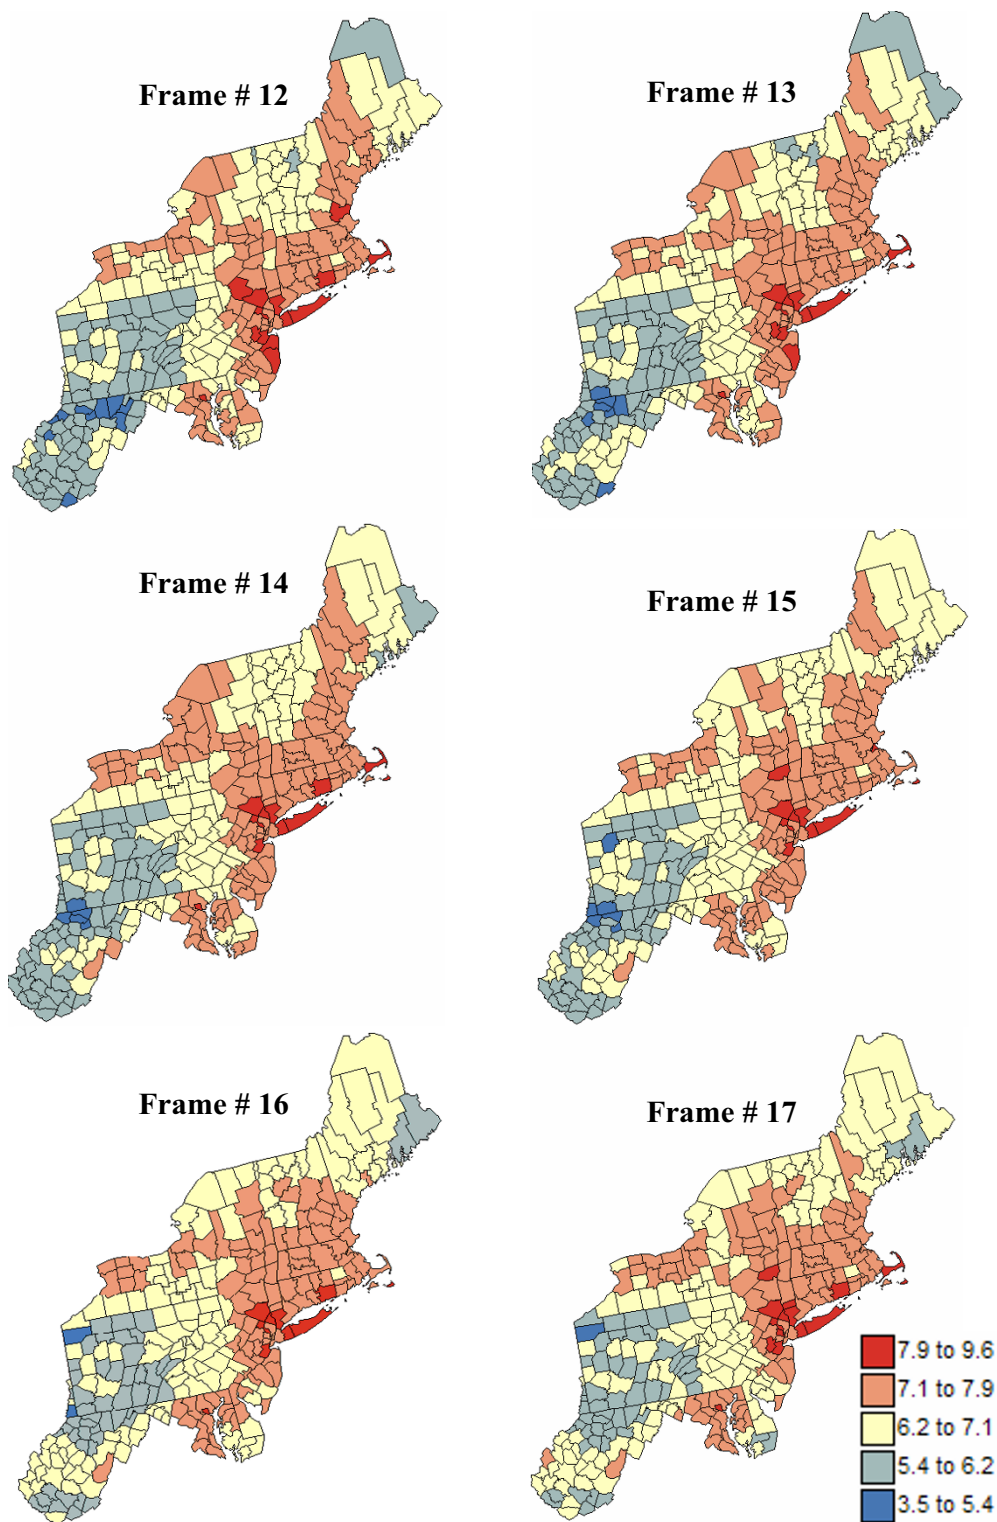 Frame # 12
Frame # 13
Frame # 14
Frame # 15
Frame # 16
Frame # 17
7.9 to 9.6
7.1 to 7.9
6.2 to 7.1
5.4 to 6.2
3.5 to 5.4